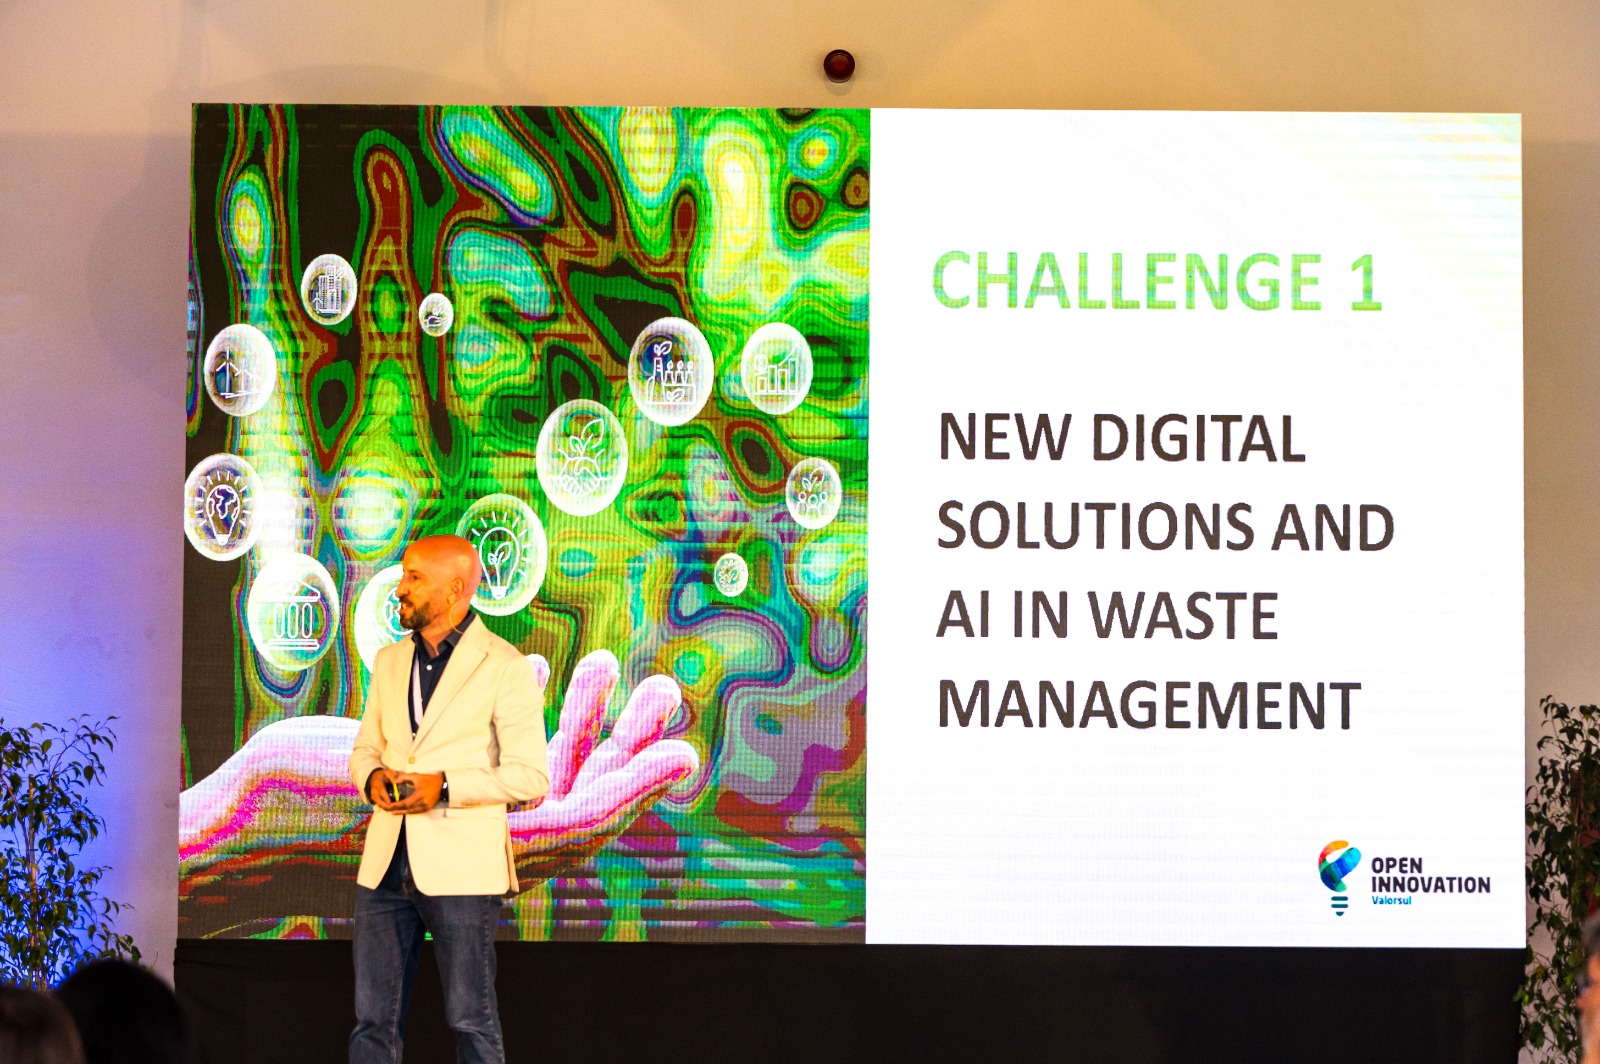 CHALLENGE 1
NEW DIGITAL
SOLUTIONS AND
AI IN WASTE
MANAGEMENT
OPEN
INNOVATION
Valorsul